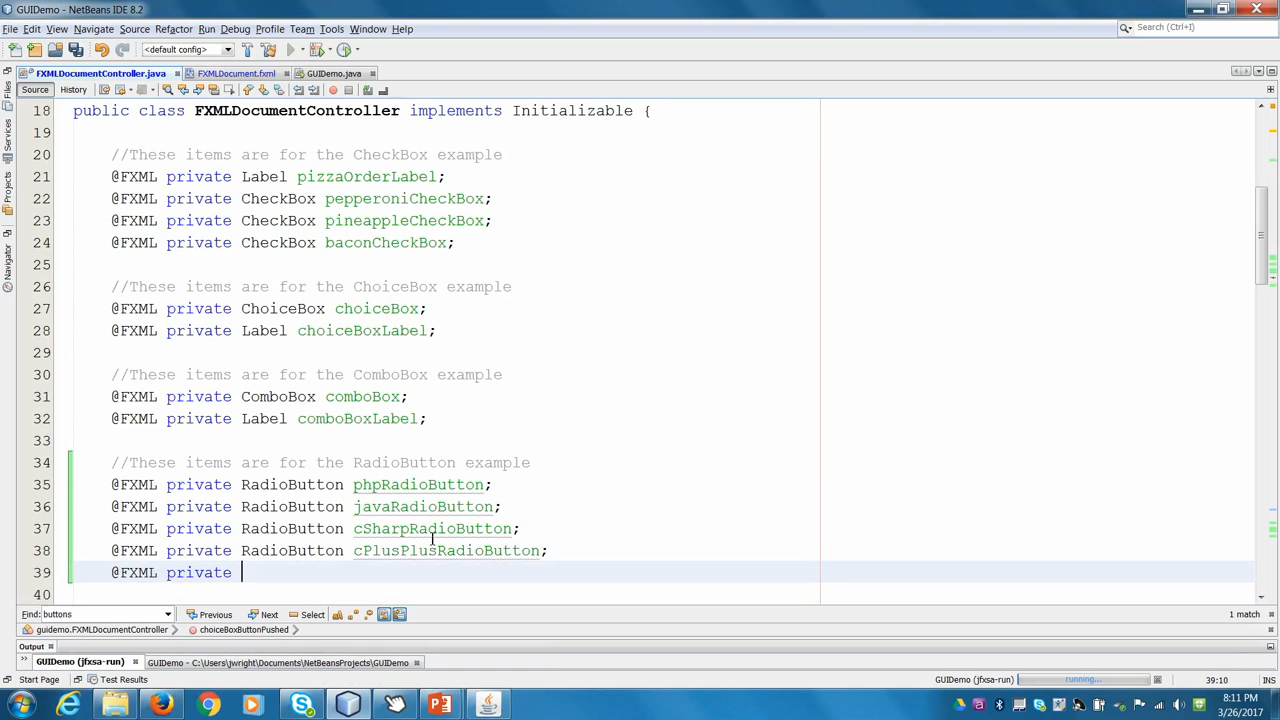 GUIDemo - NetBeans IDE 8.2
File Edit View Navigate Source Refactor Run Debug Profile Team Tools Window Help
Search (Ctrl+I)
<default config>
FXMLDocumentController.java FXMLDocument.fxml GUIDemo.java
Source History
18 public class FXMLDocumentController implements Initializable {
19
20 //These items are for the CheckBox example
21 @FXML private Label pizzaOrderLabel;
22 @FXML private CheckBox pepperoniCheckBox;
23 @FXML private CheckBox pineappleCheckBox;
24 @FXML private CheckBox baconCheckBox;
25
26 //These items are for the ChoiceBox example
27 @FXML private ChoiceBox choiceBox;
28 @FXML private Label choiceBoxLabel;
29
30 //These items are for the ComboBox example
31 @FXML private ComboBox comboBox;
32 @FXML private Label comboBoxLabel;
33
34 //These items are for the RadioButton example
35 @FXML private RadioButton phpRadioButton;
36 @FXML private RadioButton javaRadioButton;
37 @FXML private RadioButton cSharpRadioButton;
38 @FXML private RadioButton cPlusPlusRadioButton;
39 @FXML private
40
Files
Services
Projects
Navigator
Find: buttons Previous Next Select 1 match
guidemo.FXMLDocumentController choiceBoxButtonPushed
Output
GUIDemo (jfxsa-run) GUIDemo - C:\Users\jwright\Documents\NetBeansProjects\GUIDemo
Start Page Test Results GUIDemo (jfxsa-run) running... 39:10 INS
8:11 PM
3/26/2017